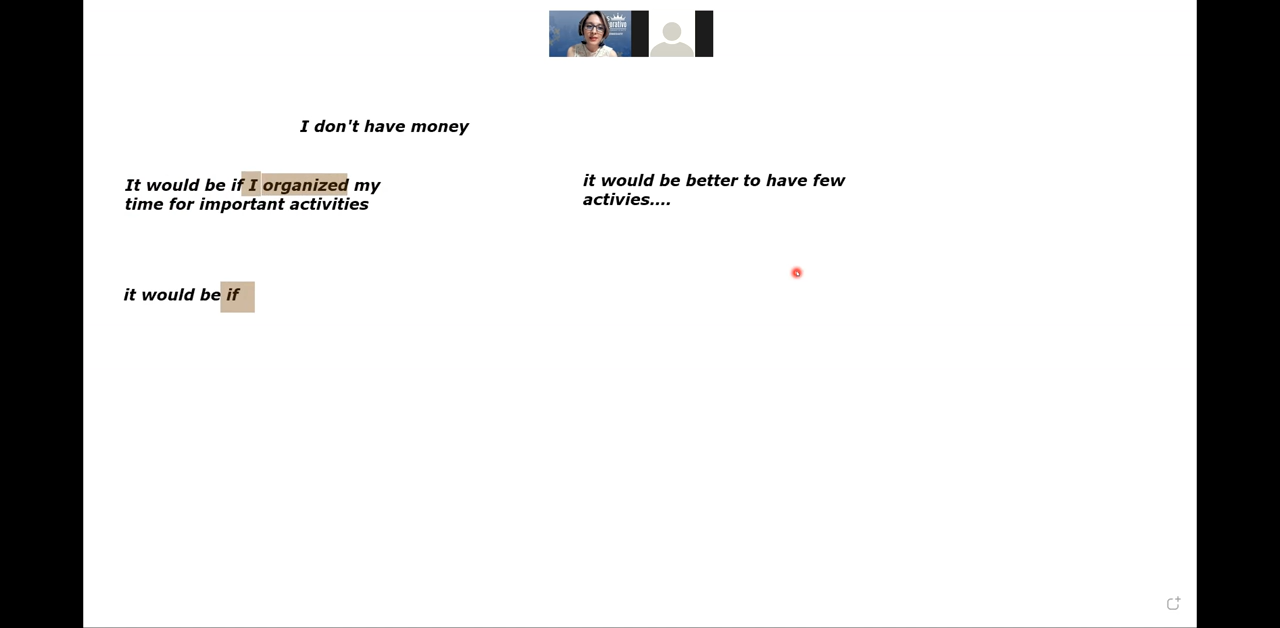 I don't have money
It would be if I organized my
time for important activities
it would be better to have few
activies....
it would be if